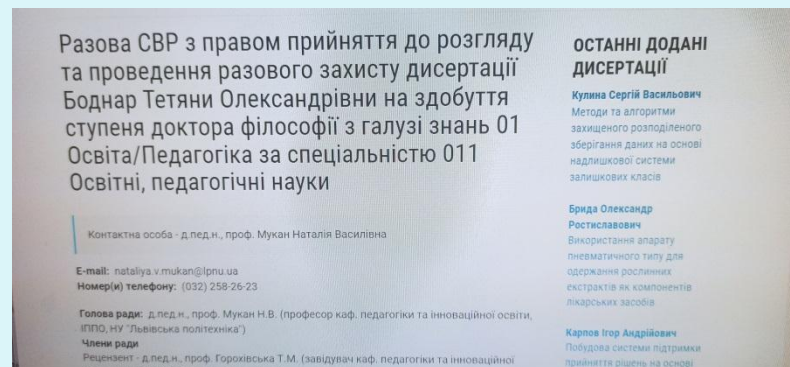 Разова СВР з правом прийняття до розгляду
та проведення разового захисту дисертації
Боднар Тетяни Олександрівни на здобуття
ступеня доктора філософії з галузі знань 01
Освіта/Педагогіка за спеціальністю 011
Освітні, педагогічні науки
Контактна особа - д.пед.н., проф. Мукан Наталія Василівна
E-mail: nataliya.v.mukan@lpnu.ua
Номер(и) телефону: (032) 258-26-23
Голова ради: д.пед.н., проф. Мукан Н.В. (професор каф. педагогіки та інноваційної освіти,
ІППО, НУ "Львівська політехніка")
Члени ради
Рецензент - д.пед.н., проф. Горохівська Т.М. (завідувач каф. педагогіки та інноваційної
ОСТАННІ ДОДАНІ
ДИСЕРТАЦІЇ
Кулина Сергій Васильович
Методи та алгоритми
захищеного розподіленого
зберігання даних на основі
надлишкової системи
залишкових класів
Брида Олександр
Ростиславович
Використання апарату
пневматичного типу для
одержання рослинних
екстрактів як компонентів
лікарських засобів
Карпов Ігор Андрійович
Побудова системи підтримки
прийняття рішень на основі